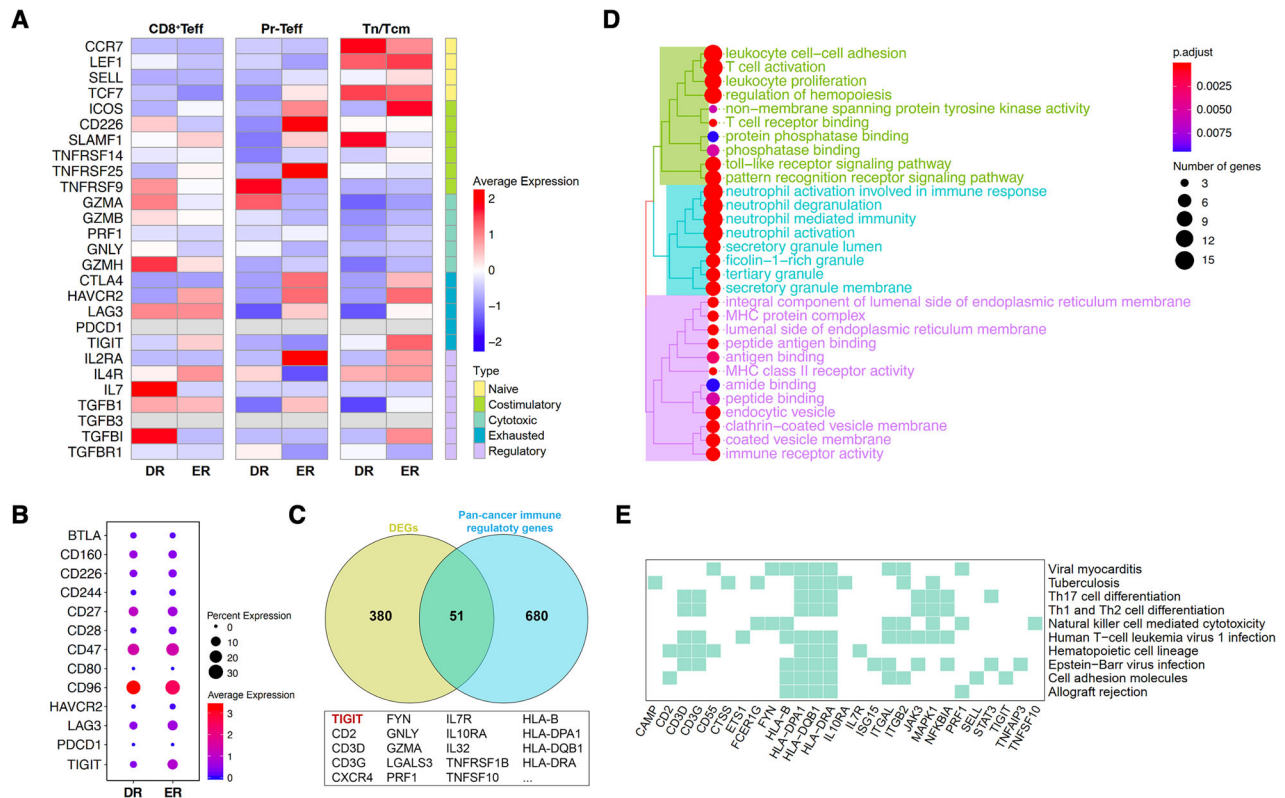 A
CD8⁺Teff Pr-Teff Tn/Tcm
CCR7
LEF1
SELL
TCF7
ICOS
CD226
SLAMF1
TNFRSF14
TNFRSF25
TNFRSF9
GZMA
GZMB
PRF1
GNLY
GZMH
CTLA4
HAVCR2
LAG3
PDCD1
TIGIT
IL2RA
IL4R
IL7
TGFB1
TGFB3
TGFBI
TGFBR1
DR ER DR ER DR ER
Average Expression
2
1
0
−1
−2
Type
Naive
Costimulatory
Cytotoxic
Exhausted
Regulatory
D
leukocyte cell−cell adhesion
T cell activation
leukocyte proliferation
regulation of hemopoiesis
non−membrane spanning protein tyrosine kinase activity
T cell receptor binding
protein phosphatase binding
phosphatase binding
toll−like receptor signaling pathway
pattern recognition receptor signaling pathway
neutrophil activation involved in immune response
neutrophil degranulation
neutrophil mediated immunity
neutrophil activation
secretory granule lumen
ficolin−1−rich granule
tertiary granule
secretory granule membrane
integral component of lumenal side of endoplasmic reticulum membrane
MHC protein complex
lumenal side of endoplasmic reticulum membrane
peptide antigen binding
antigen binding
MHC class II receptor activity
amide binding
peptide binding
endocytic vesicle
clathrin−coated vesicle membrane
coated vesicle membrane
immune receptor activity
p.adjust
0.0025
0.0050
0.0075
Number of genes
3
6
9
12
15
B
BTLA
CD160
CD226
CD244
CD27
CD28
CD47
CD80
CD96
HAVCR2
LAG3
PDCD1
TIGIT
DR ER
Percent Expression
0
10
20
30
Average Expression
3
2
1
0
C
DEGs
Pan-cancer immune
regulatoty genes
380 51 680
TIGIT FYN IL7R HLA-B
CD2 GNLY IL10RA HLA-DPA1
CD3D GZMA IL32 HLA-DQB1
CD3G LGALS3 TNFRSF1B HLA-DRA
CXCR4 PRF1 TNFSF10 ...
E
Viral myocarditis
Tuberculosis
Th17 cell differentiation
Th1 and Th2 cell differentiation
Natural killer cell mediated cytotoxicity
Human T−cell leukemia virus 1 infection
Hematopoietic cell lineage
Epstein−Barr virus infection
Cell adhesion molecules
Allograft rejection
CAMP
CD2
CD3D
CD3G
CD55
CTSS
ETS1
FCER1G
FYN
HLA−B
HLA−DPA1
HLA−DQB1
HLA−DRA
IL10RA
IL7R
ISG15
ITGAL
ITGB2
JAK3
MAPK1
NFKBIA
PRF1
SELL
STAT3
TIGIT
TNFAIP3
TNFSF10